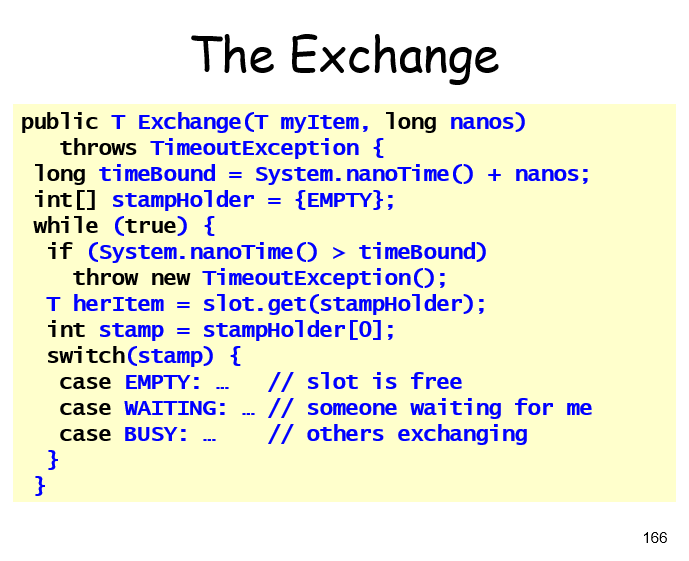 The Exchange
public T Exchange(T myItem, long nanos)
throws TimeoutException {
long timeBound = System.nanoTime() + nanos;
int[] stampHolder = {EMPTY};
while (true) {
if (System.nanoTime() > timeBound)
throw new TimeoutException();
T herItem = slot.get(stampHolder);
int stamp = stampHolder[0];
switch(stamp) {
case EMPTY: … // slot is free
case WAITING: … // someone waiting for me
case BUSY: … // others exchanging
}
}
166